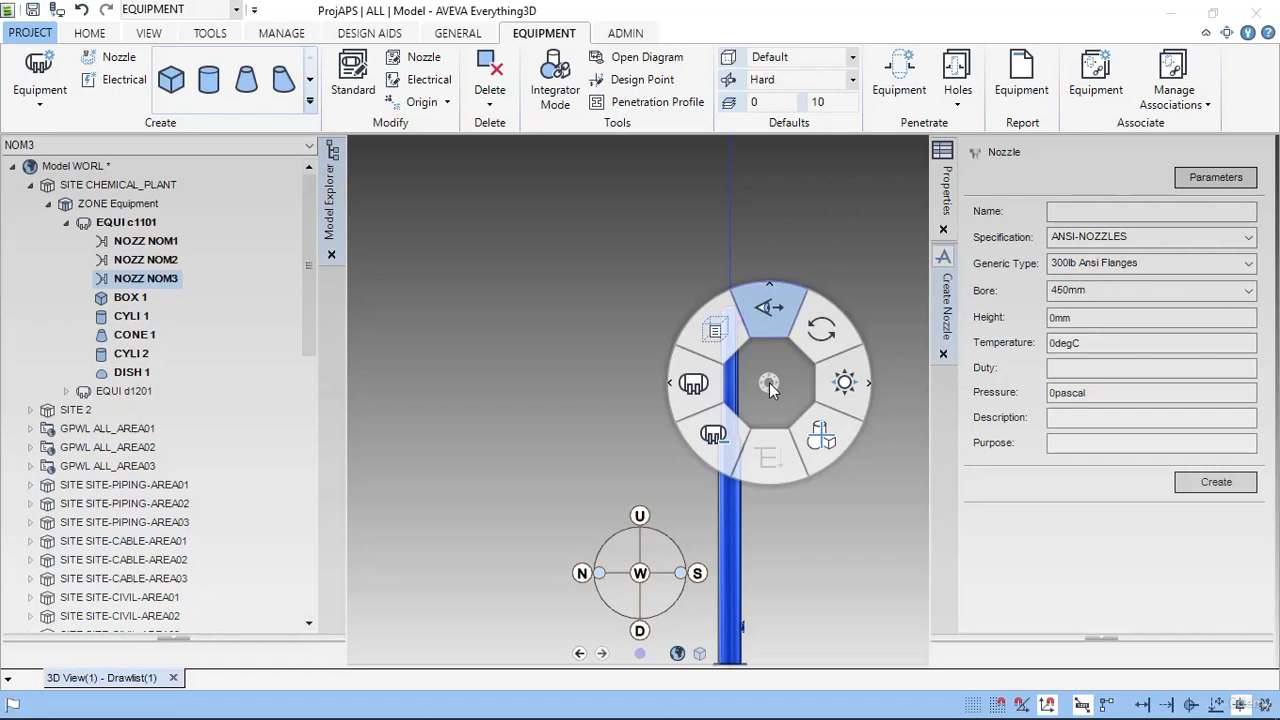 EQUIPMENT
ProjAPS | ALL | Model - AVEVA Everything3D
PROJECT HOME VIEW TOOLS MANAGE DESIGN AIDS GENERAL EQUIPMENT ADMIN
Equipment
Nozzle
Electrical
Create
Standard
Nozzle
Electrical
Origin
Modify
Delete
Delete
Integrator
Mode
Open Diagram
Design Point
Penetration Profile
Tools
Default
Hard
0 10
Defaults
Equipment
Holes
Penetrate
Equipment
Report
Equipment
Manage
Associations
Associate
NOM3
Model WORL *
SITE CHEMICAL_PLANT
ZONE Equipment
EQUI c1101
NOZZ NOM1
NOZZ NOM2
NOZZ NOM3
BOX 1
CYLI 1
CONE 1
CYLI 2
DISH 1
EQUI d1201
SITE 2
GPWL ALL_AREA01
GPWL ALL_AREA02
GPWL ALL_AREA03
SITE SITE-PIPING-AREA01
SITE SITE-PIPING-AREA02
SITE SITE-PIPING-AREA03
SITE SITE-CABLE-AREA01
SITE SITE-CABLE-AREA02
SITE SITE-CABLE-AREA03
SITE SITE-CIVIL-AREA01
SITE SITE-CIVIL-AREA02
Model Explorer
U
N W S
D
Properties
Create Nozzle
Nozzle
Parameters
Name:
Specification: ANSI-NOZZLES
Generic Type: 300lb Ansi Flanges
Bore: 450mm
Height: 0mm
Temperature: 0degC
Duty:
Pressure: 0pascal
Description:
Purpose:
Create
3D View(1) - Drawlist(1)